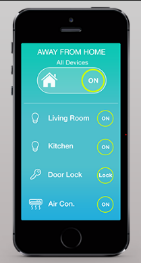 AWAY FROM HOME
All Devices
ON
Living Room ON
Kitchen ON
Door Lock Lock
Air Con. ON